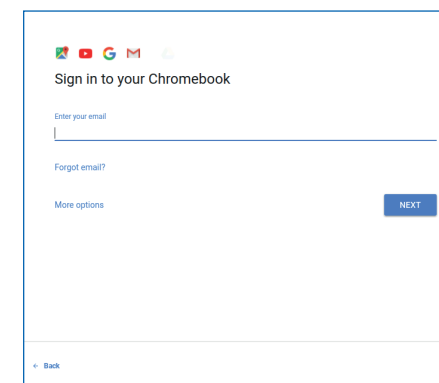 Sign in to your Chromebook
Enter your email
Forgot email?
More options
NEXT
← Back